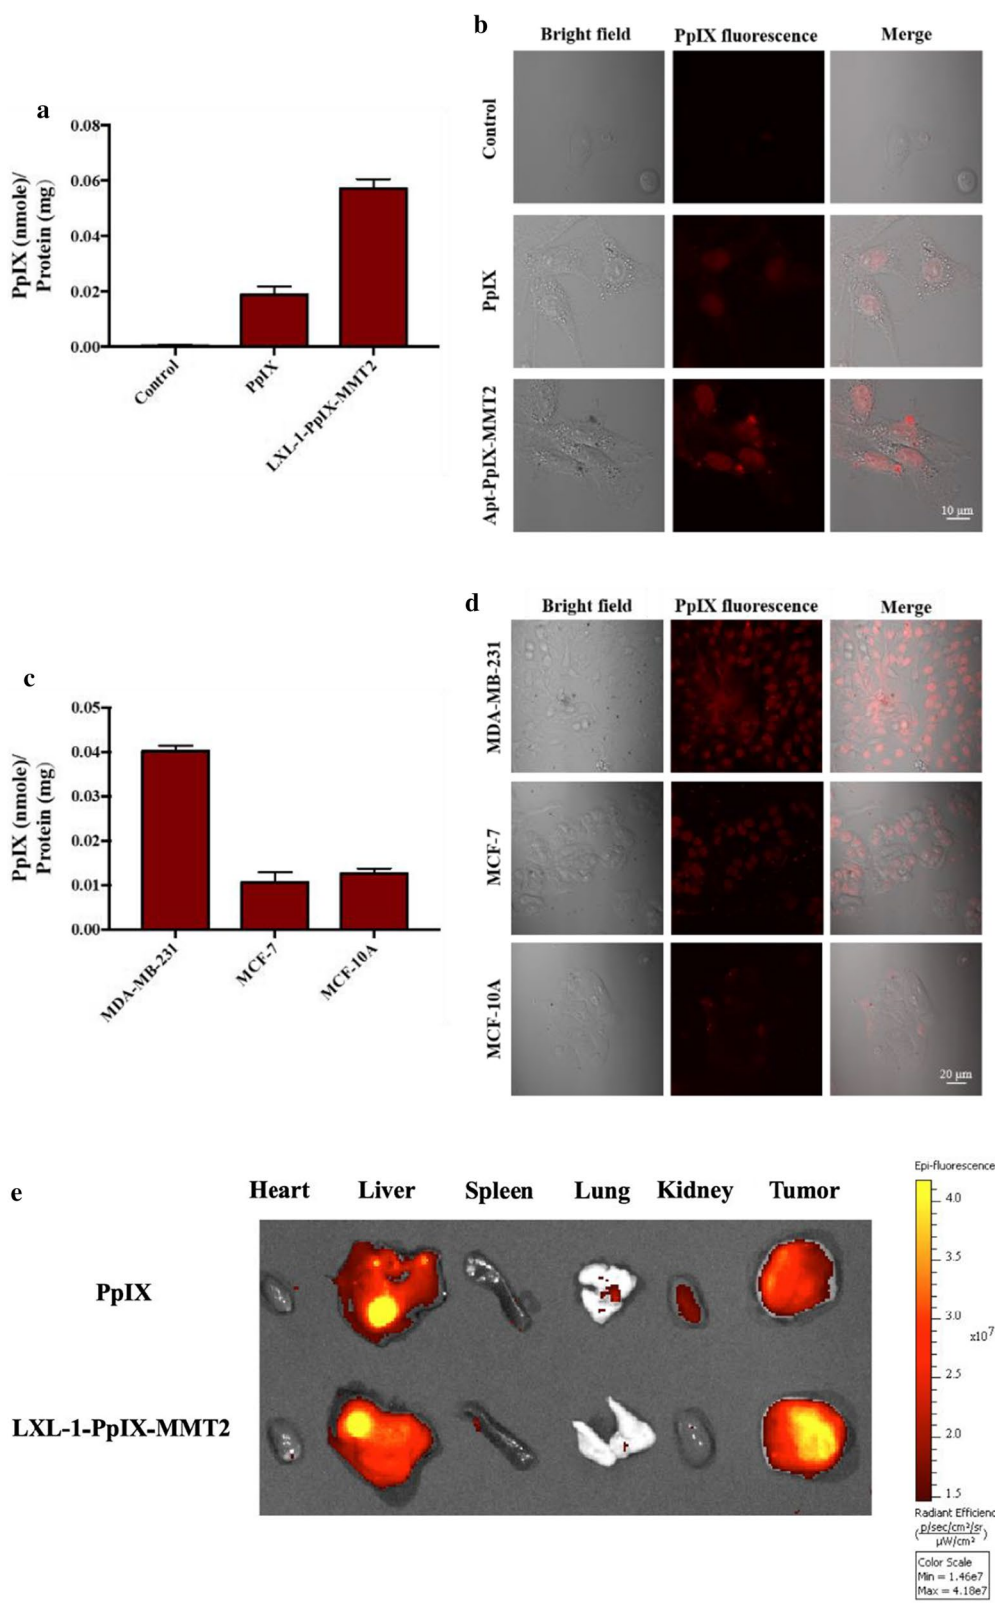 a
PpIX (nmole)/
Protein (mg)
0.08
0.06
0.04
0.02
0.00
Control
PpIX
LXL-1-PpIX-MMT2
b
Bright field PpIX fluorescence Merge
Control
PpIX
Apt-PpIX-MMT2
10 µm
c
PpIX (nmole)/
Protein (mg)
0.05
0.04
0.03
0.02
0.01
0.00
MDA-MB-231
MCF-7
MCF-10A
d
Bright field PpIX fluorescence Merge
MDA-MB-231
MCF-7
MCF-10A
20 µm
e
Heart Liver Spleen Lung Kidney Tumor
PpIX
LXL-1-PpIX-MMT2
Epi-fluorescence
4.0
3.5
3.0
x10⁷
2.5
2.0
1.5
Radiant Efficienc
(p/sec/cm²/sr)
µW/cm²
Color Scale
Min = 1.46e7
Max = 4.18e7